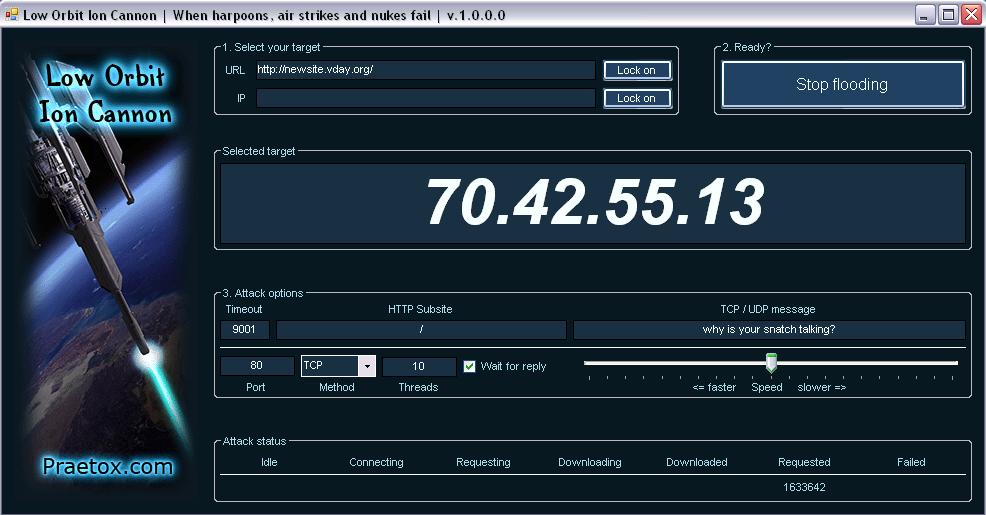 Low Orbit Ion Cannon | When harpoons, air strikes and nukes fail | v.1.0.0.0
Low Orbit
Ion Cannon
Praetox.com
1. Select your target
URL http://newsite.vday.org/ Lock on
IP Lock on
2. Ready?
Stop flooding
Selected target
70.42.55.13
3. Attack options
Timeout HTTP Subsite TCP / UDP message
9001 / why is your snatch talking?
80 TCP 10 Wait for reply
Port Method Threads <= faster Speed slower =>
Attack status
Idle Connecting Requesting Downloading Downloaded Requested Failed
1633642